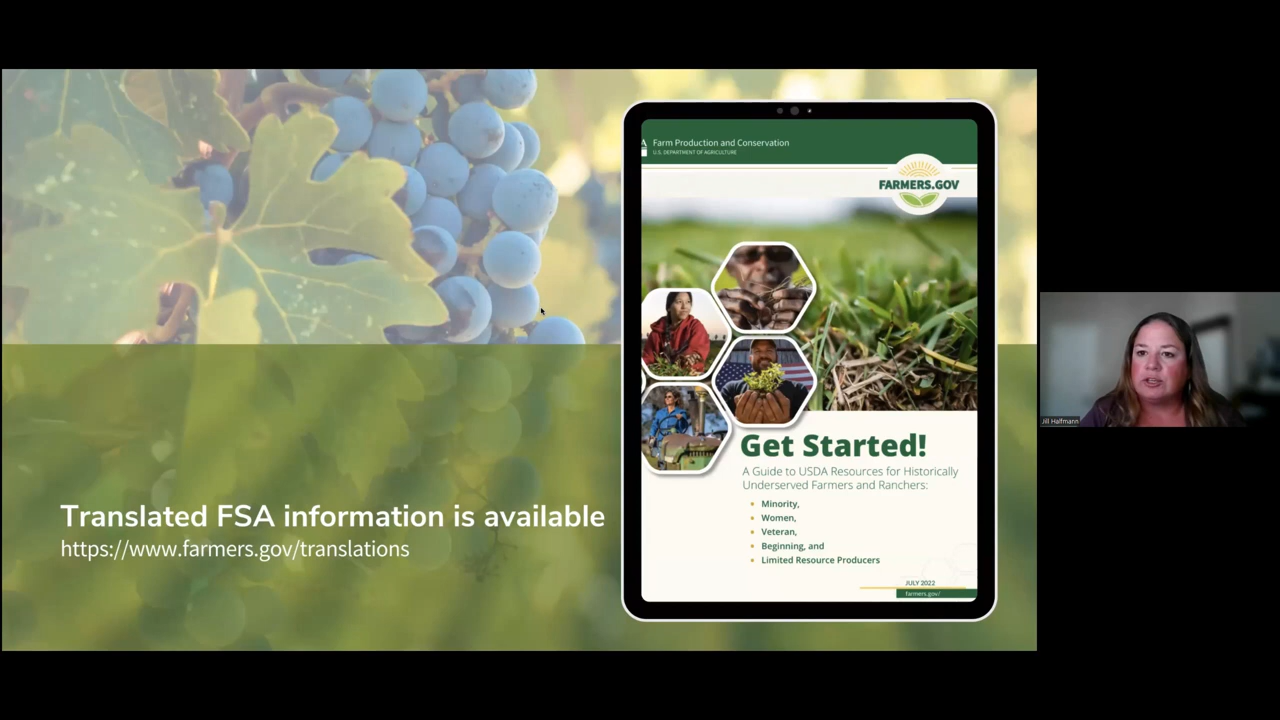 Translated FSA information is available
https://www.farmers.gov/translations
Farm Production and Conservation
U.S. DEPARTMENT OF AGRICULTURE
FARMERS.GOV
Get Started!
A Guide to USDA Resources for Historically
Underserved Farmers and Ranchers:
• Minority,
• Women,
• Veteran,
• Beginning, and
• Limited Resource Producers
JULY 2022
farmers.gov/
Jill Halfmann